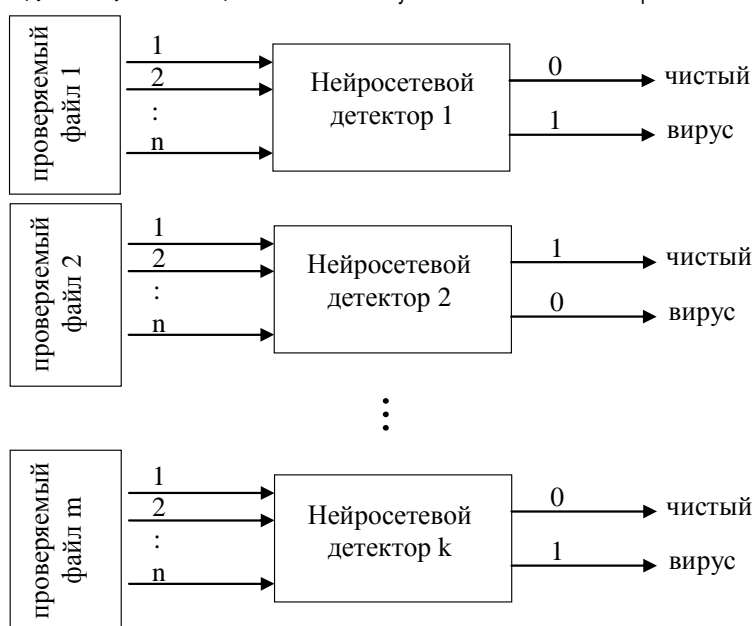 проверяемый
файл 1
1
2
:
n
Нейросетевой
детектор 1
0
чистый
1
вирус
проверяемый
файл 2
1
2
:
n
Нейросетевой
детектор 2
1
чистый
0
вирус
проверяемый
файл m
1
2
:
n
Нейросетевой
детектор k
0
чистый
1
вирус